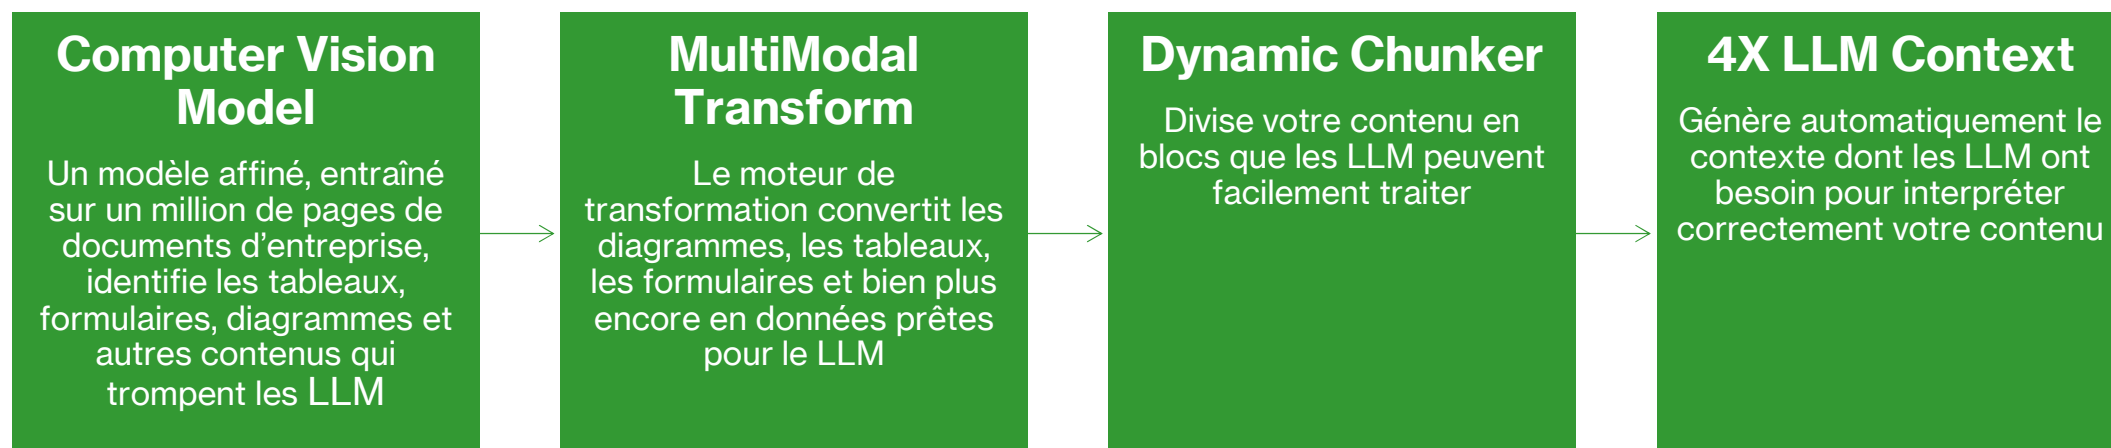 Computer Vision
Model
Un modèle affiné, entraîné
sur un million de pages de
documents d’entreprise,
identifie les tableaux,
formulaires, diagrammes et
autres contenus qui
trompent les LLM
MultiModal
Transform
Le moteur de
transformation convertit les
diagrammes, les tableaux,
les formulaires et bien plus
encore en données prêtes
pour le LLM
Dynamic Chunker
Divise votre contenu en
blocs que les LLM peuvent
facilement traiter
4X LLM Context
Génère automatiquement le
contexte dont les LLM ont
besoin pour interpréter
correctement votre contenu